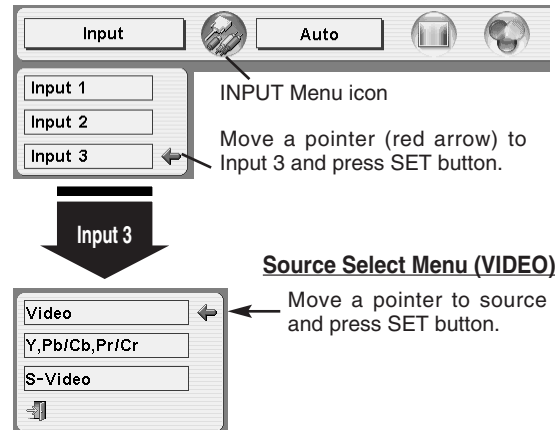 Input
Auto
Input 1
Input 2
Input 3
INPUT Menu icon
Move a pointer (red arrow) to
Input 3 and press SET button.
Input 3
Source Select Menu (VIDEO)
Video
Y,Pb/Cb,Pr/Cr
S-Video
Move a pointer to source
and press SET button.